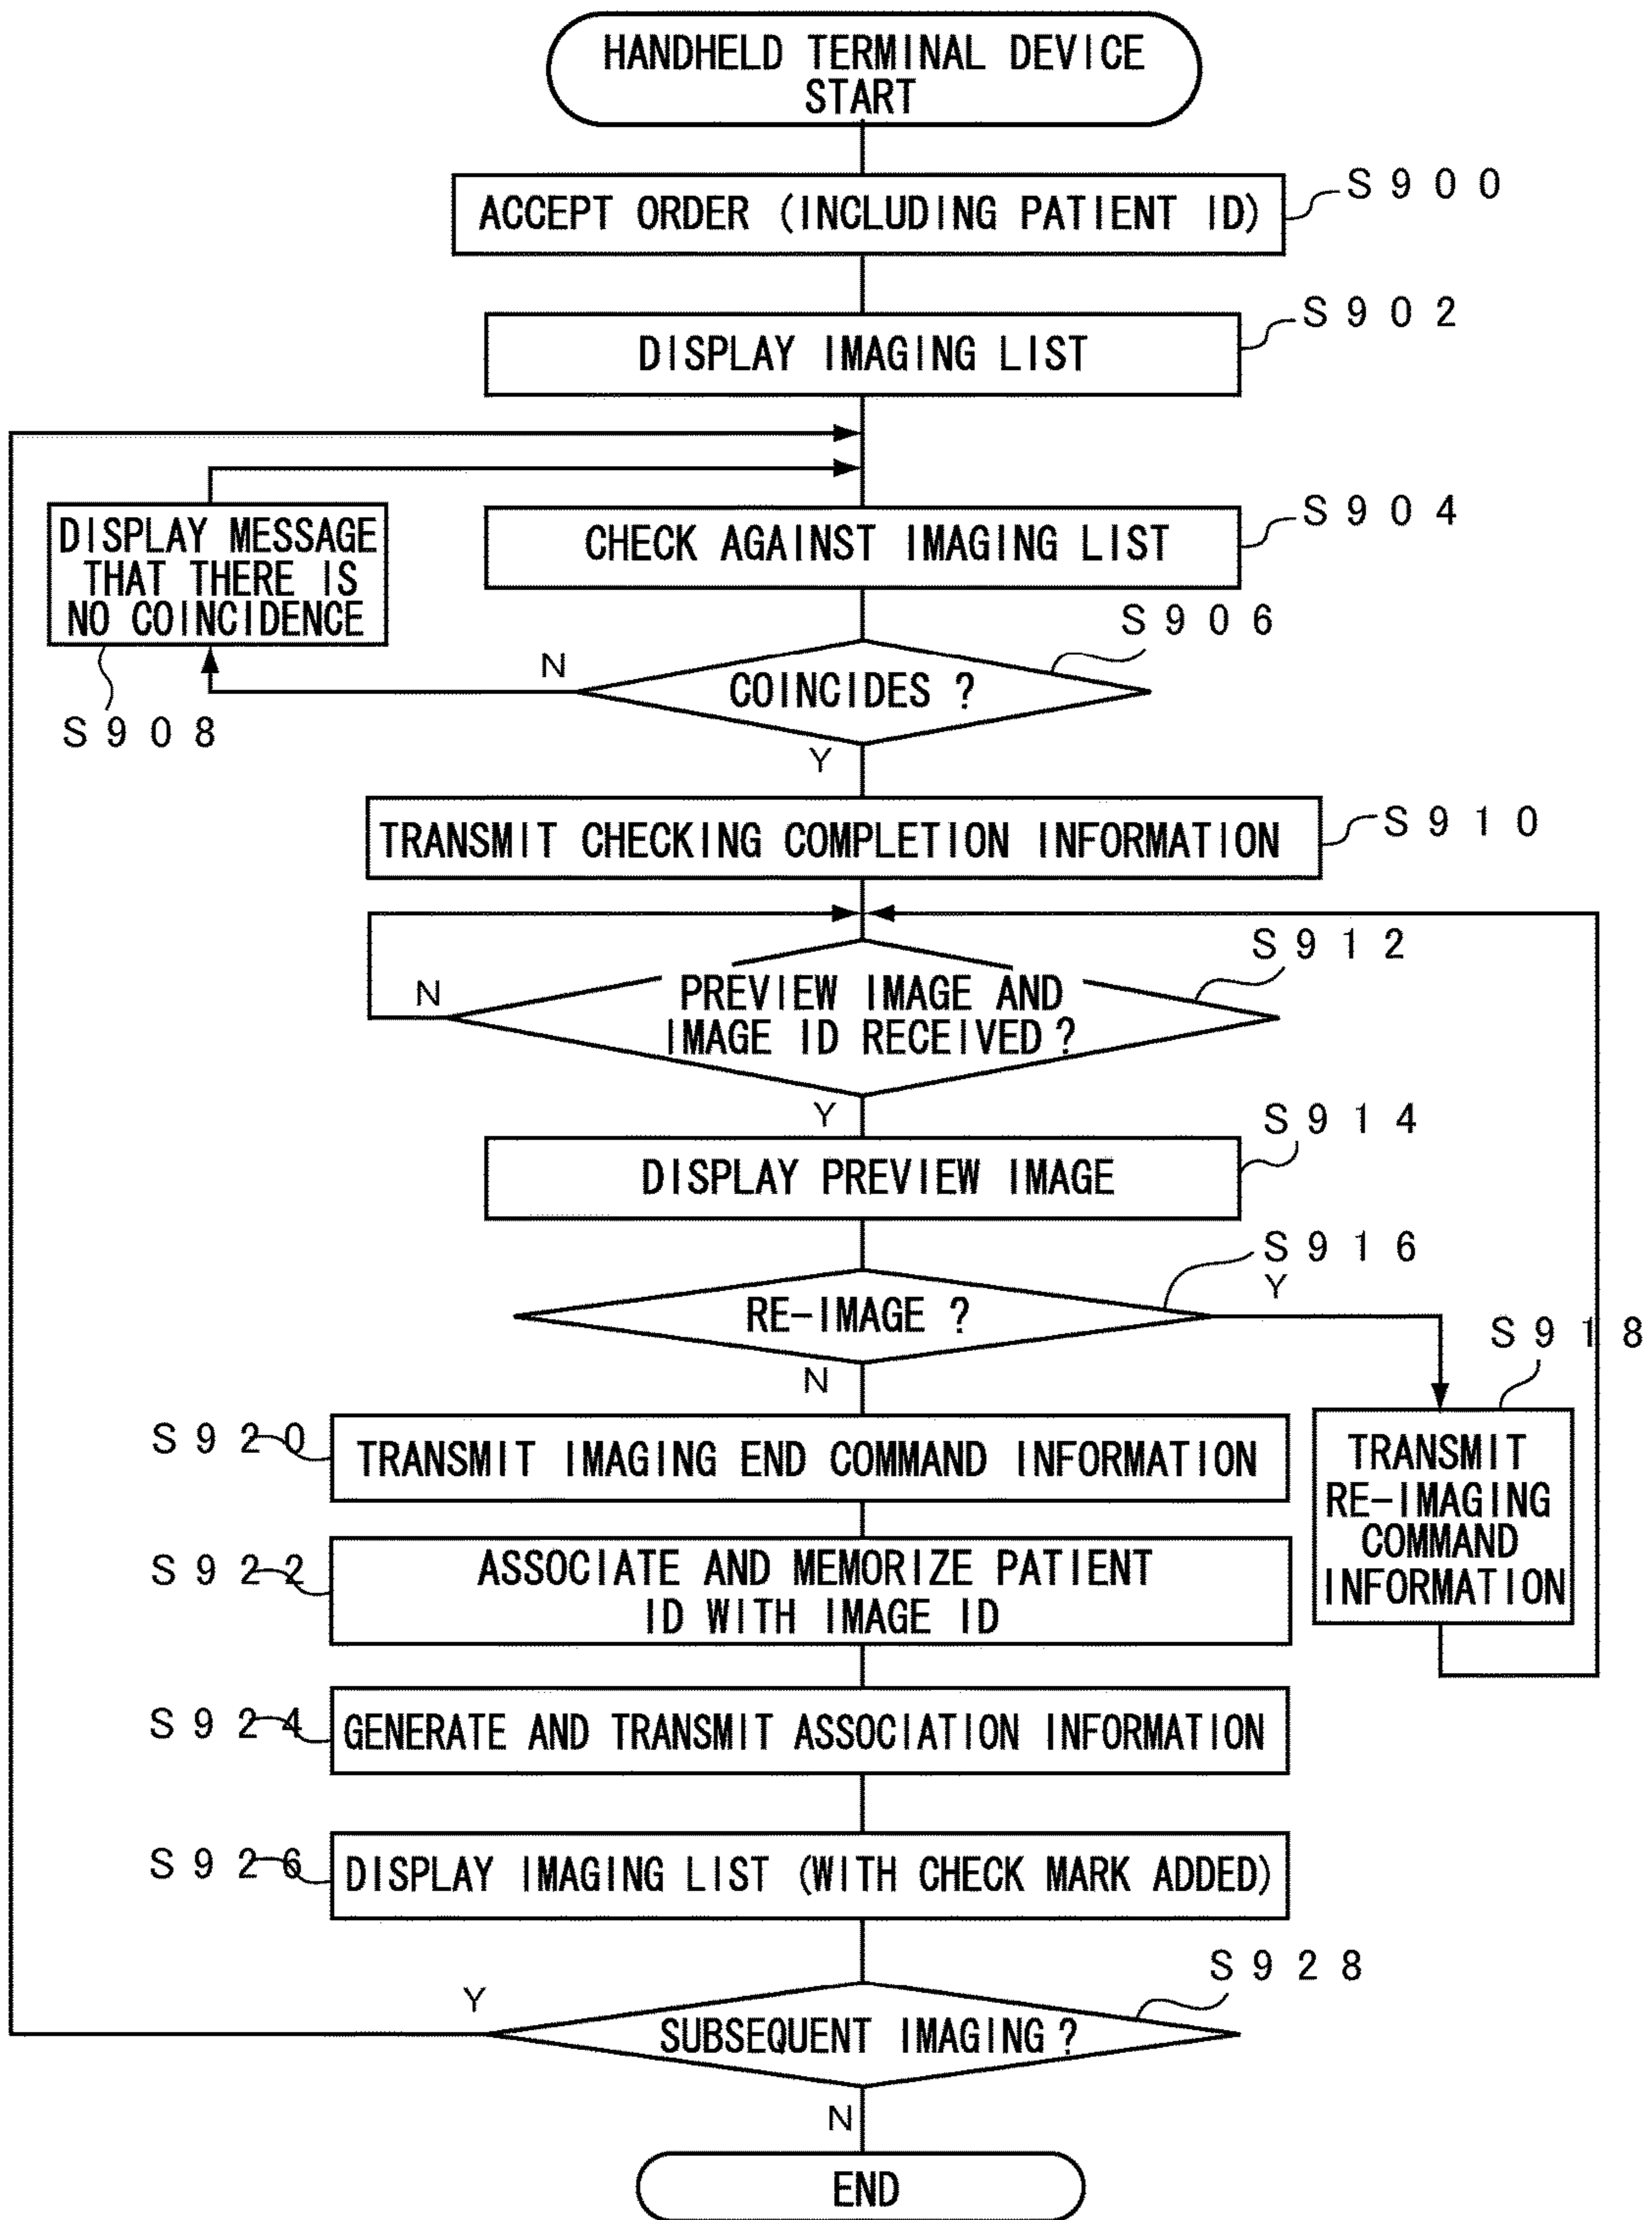 HANDHELD TERMINAL DEVICE
START
ACCEPT ORDER (INCLUDING PATIENT ID)
S900
DISPLAY IMAGING LIST
S902
CHECK AGAINST IMAGING LIST
S904
DISPLAY MESSAGE
THAT THERE IS
NO COINCIDENCE
S908
COINCIDES ?
S906
N
Y
TRANSMIT CHECKING COMPLETION INFORMATION
S910
PREVIEW IMAGE AND
IMAGE ID RECEIVED ?
S912
N
Y
DISPLAY PREVIEW IMAGE
S914
RE-IMAGE ?
S916
Y
N
S918
TRANSMIT
RE-IMAGING
COMMAND
INFORMATION
S920
TRANSMIT IMAGING END COMMAND INFORMATION
S922
ASSOCIATE AND MEMORIZE PATIENT
ID WITH IMAGE ID
S924
GENERATE AND TRANSMIT ASSOCIATION INFORMATION
S926
DISPLAY IMAGING LIST (WITH CHECK MARK ADDED)
S928
Y
SUBSEQUENT IMAGING ?
N
END